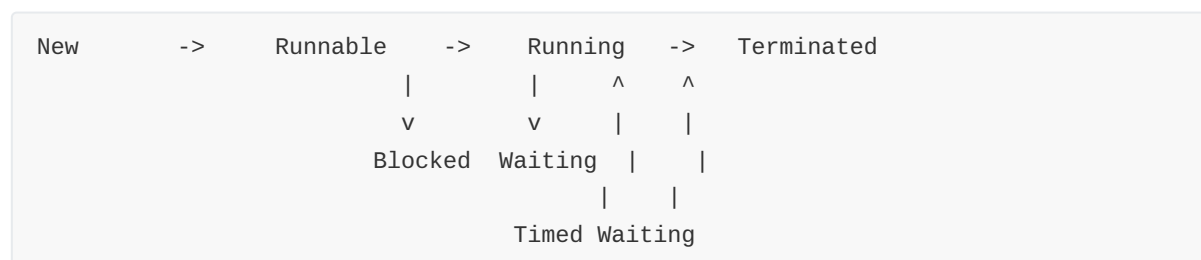 New -> Runnable -> Running -> Terminated
| | ^ ^
v v | |
Blocked Waiting | |
| |
Timed Waiting